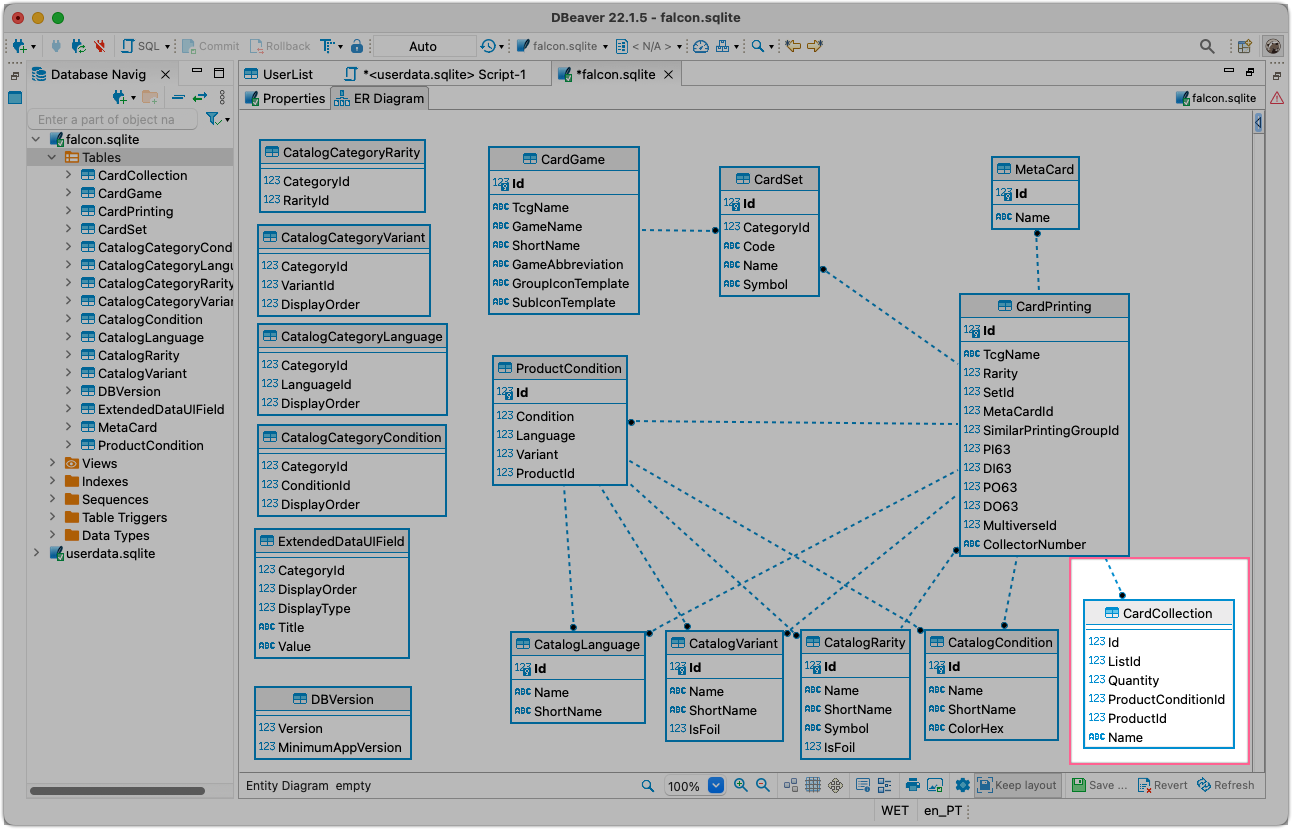 DBeaver 22.1.5 - falcon.sqlite
SQL
Commit
Rollback
Auto
falcon.sqlite
< N/A >
Database Navig
UserList
*<userdata.sqlite> Script-1
*falcon.sqlite
Properties
ER Diagram
falcon.sqlite
Enter a part of object na
falcon.sqlite
Tables
CardCollection
CardGame
CardPrinting
CardSet
CatalogCategoryCond
CatalogCategoryLangu
CatalogCategoryRarity
CatalogCategoryVarian
CatalogCondition
CatalogLanguage
CatalogRarity
CatalogVariant
DBVersion
ExtendedDataUIField
MetaCard
ProductCondition
Views
Indexes
Sequences
Table Triggers
Data Types
userdata.sqlite
CatalogCategoryRarity
123 CategoryId
123 RarityId
CatalogCategoryVariant
123 CategoryId
123 VariantId
123 DisplayOrder
CatalogCategoryLanguage
123 CategoryId
123 LanguageId
123 DisplayOrder
CatalogCategoryCondition
123 CategoryId
123 ConditionId
123 DisplayOrder
ExtendedDataUIField
123 CategoryId
123 DisplayOrder
123 DisplayType
ABC Title
ABC Value
DBVersion
123 Version
123 MinimumAppVersion
CardGame
123 Id
ABC TcgName
ABC GameName
ABC ShortName
ABC GameAbbreviation
ABC GroupIconTemplate
ABC SubIconTemplate
CardSet
123 Id
123 CategoryId
ABC Code
ABC Name
ABC Symbol
MetaCard
123 Id
ABC Name
ProductCondition
123 Id
123 Condition
123 Language
123 Variant
123 ProductId
CardPrinting
123 Id
ABC TcgName
123 Rarity
123 SetId
123 MetaCardId
123 SimilarPrintingGroupId
123 PI63
123 DI63
123 PO63
123 DO63
123 MultiverseId
ABC CollectorNumber
CatalogLanguage
123 Id
ABC Name
ABC ShortName
CatalogVariant
123 Id
ABC Name
ABC ShortName
123 IsFoil
CatalogRarity
123 Id
ABC Name
ABC ShortName
ABC Symbol
123 IsFoil
CatalogCondition
123 Id
ABC Name
ABC ShortName
ABC ColorHex
CardCollection
123 Id
123 ListId
123 Quantity
123 ProductConditionId
123 ProductId
ABC Name
Entity Diagram empty
100%
Keep layout
Save ...
Revert
Refresh
WET
en_PT